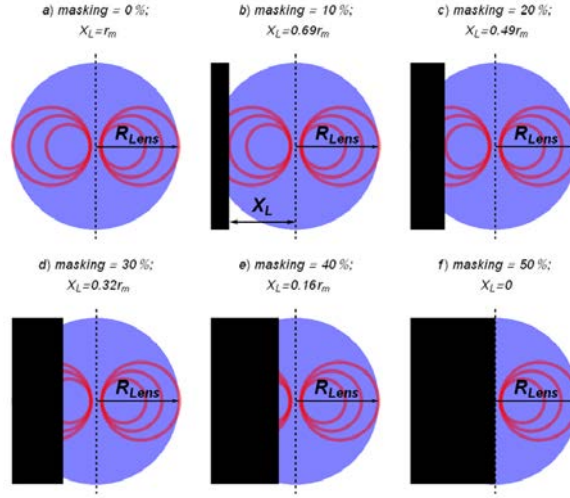 a) masking = 0 %;
X_L=r_m
b) masking = 10 %;
X_L=0.69r_m
c) masking = 20 %;
X_L=0.49r_m
R_Lens
R_Lens
R_Lens
X_L
d) masking = 30 %;
X_L=0.32r_m
e) masking = 40 %;
X_L=0.16r_m
f) masking = 50 %;
X_L=0
R_Lens
R_Lens
R_Lens